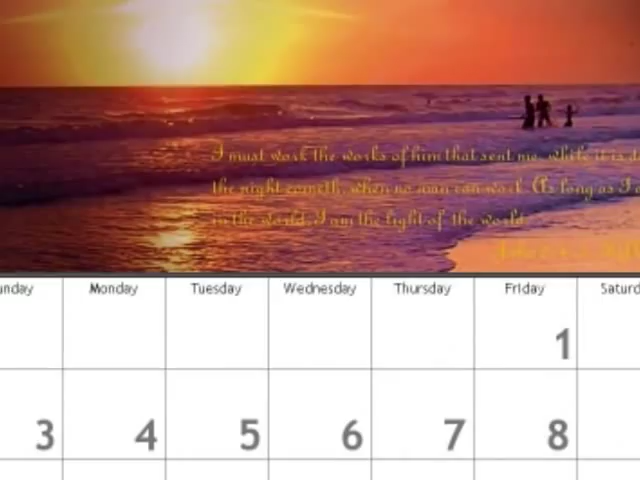 I must work the works of him that sent me, while it is
the night cometh, when no man can work. As long as I
in the world, I am the light of the world.
Monday Tuesday Wednesday Thursday Friday
1
3 4 5 6 7 8